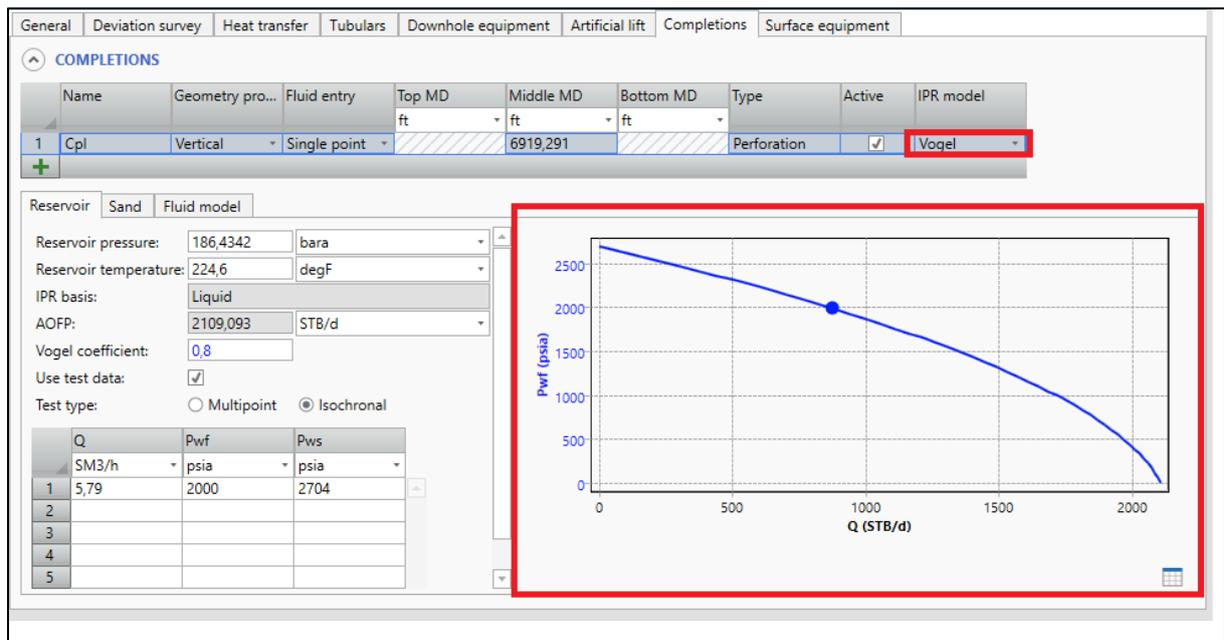 General Deviation survey Heat transfer Tubulars Downhole equipment Artificial lift Completions Surface equipment
COMPLETIONS
Name Geometry pro... Fluid entry Top MD Middle MD Bottom MD Type Active IPR model
ft ft ft
1 Cpl Vertical Single point 6919,291 Perforation Vogel
Reservoir Sand Fluid model
Reservoir pressure: 186,4342 bara
Reservoir temperature: 224,6 degF
IPR basis: Liquid
AOFP: 2109,093 STB/d
Vogel coefficient: 0,8
Use test data:
Test type: Multipoint Isochronal
Q Pwf Pws
SM3/h psia psia
1 5,79 2000 2704
2
3
4
5
2500
2000
1500
1000
500
0
Pwf (psia)
0 500 1000 1500 2000
Q (STB/d)